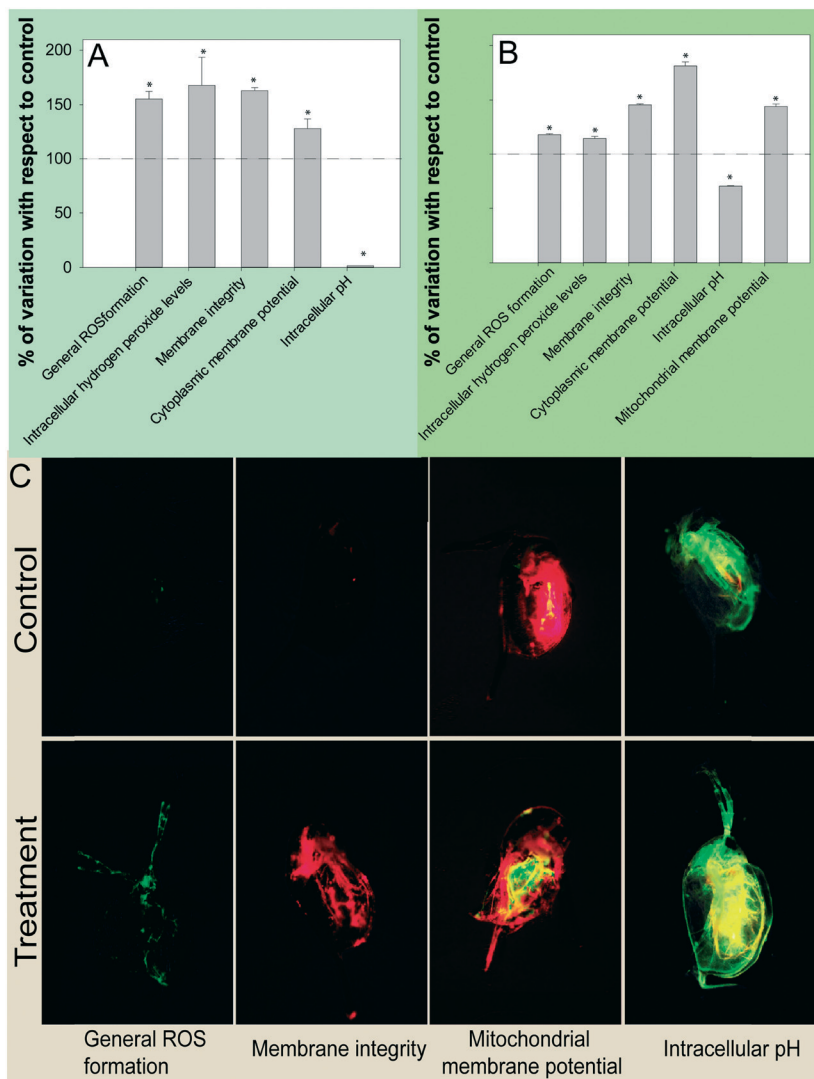 A
% of variation with respect to control
200
150
100
50
0
*
*
*
*
*
General ROSformation
Intracellular hydrogen peroxide levels
Membrane integrity
Cytoplasmic membrane potential
Intracellular pH
B
% of variation with respect to control
*
*
*
*
*
*
General ROS formation
Intracellular hydrogen peroxide levels
Membrane integrity
Cytoplasmic membrane potential
Intracellular pH
Mitochondrial membrane potential
C
Control
Treatment
General ROS
formation
Membrane integrity
Mitochondrial
membrane potential
Intracellular pH